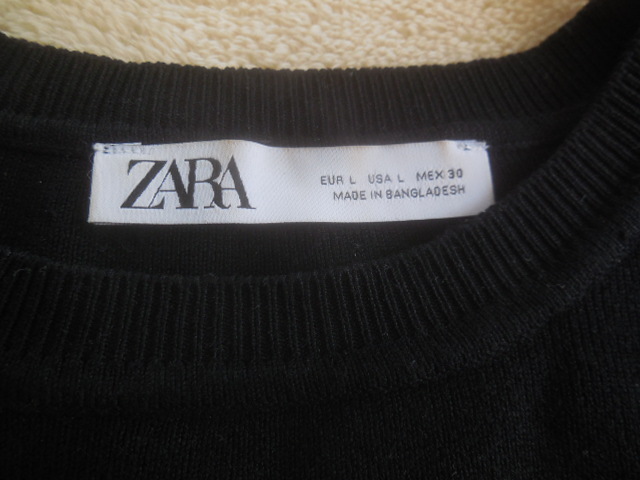 ZARA
EUR L USA L MEX 30
MADE IN BANGLADESH